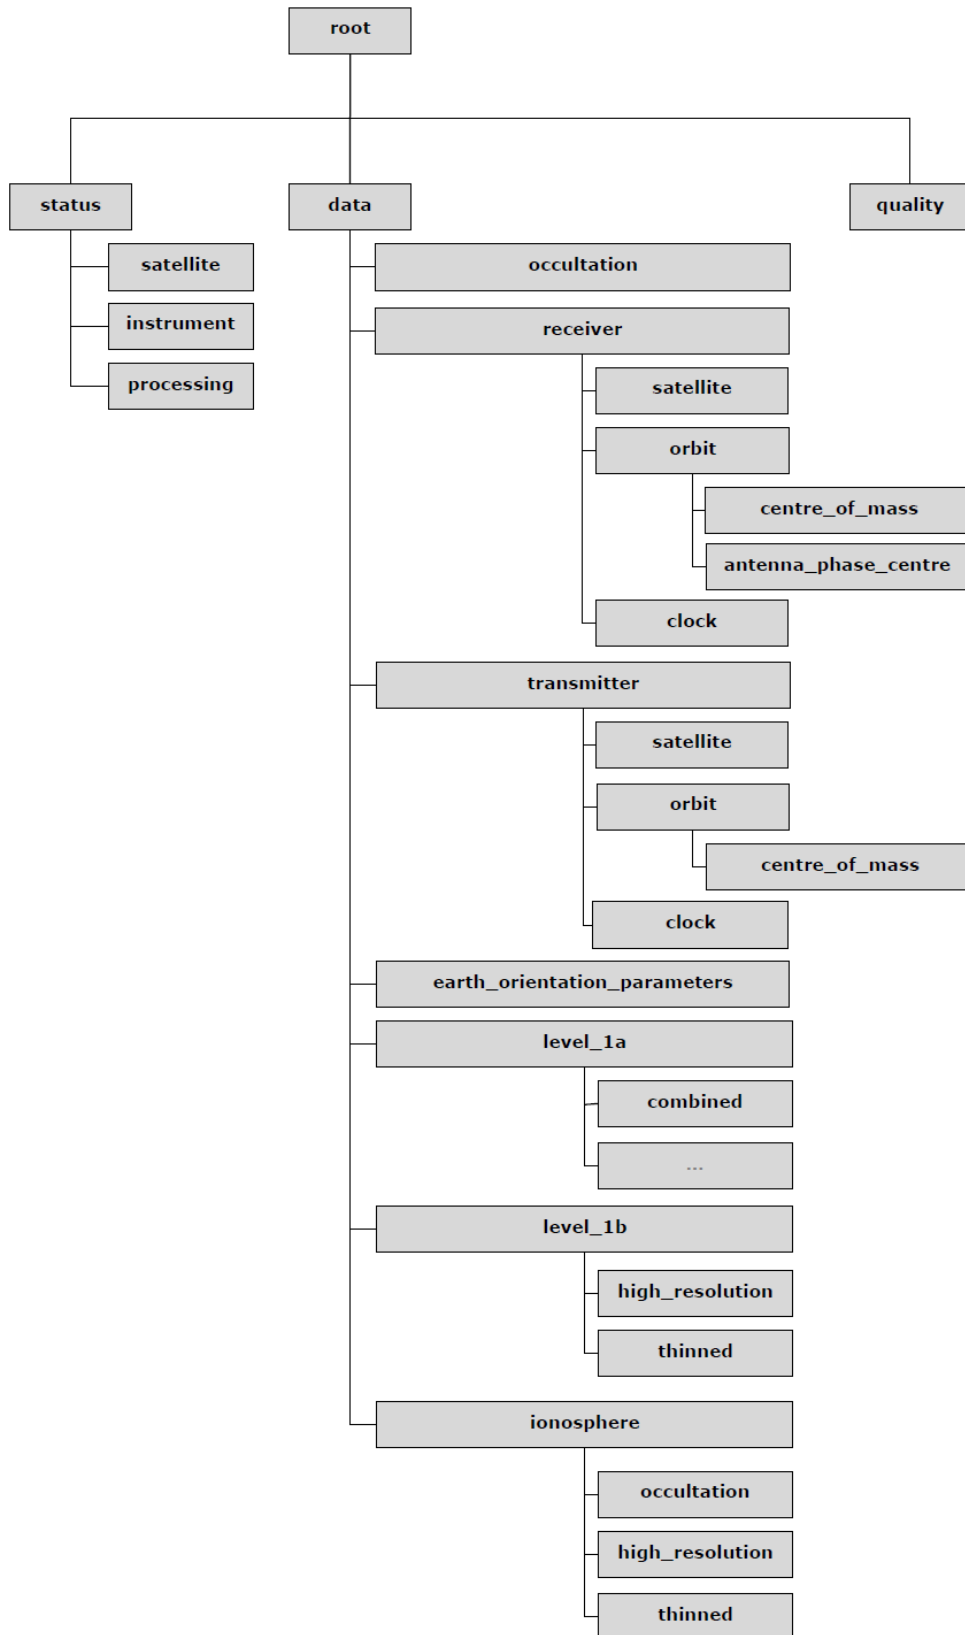 root
status
data
quality
satellite
instrument
processing
occultation
receiver
satellite
orbit
centre_of_mass
antenna_phase_centre
clock
transmitter
satellite
orbit
centre_of_mass
clock
earth_orientation_parameters
level_1a
combined
...
level_1b
high_resolution
thinned
ionosphere
occultation
high_resolution
thinned